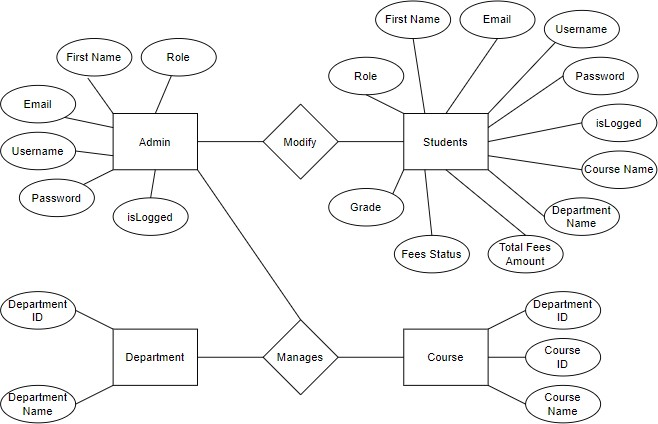 First Name
Email
Username
First Name
Role
Role
Password
Email
isLogged
Admin
Modify
Students
Username
Course Name
Password
isLogged
Grade
Department
Name
Fees Status
Total Fees
Amount
Department
ID
Department
ID
Department
Manages
Course
Course
ID
Department
Name
Course
Name